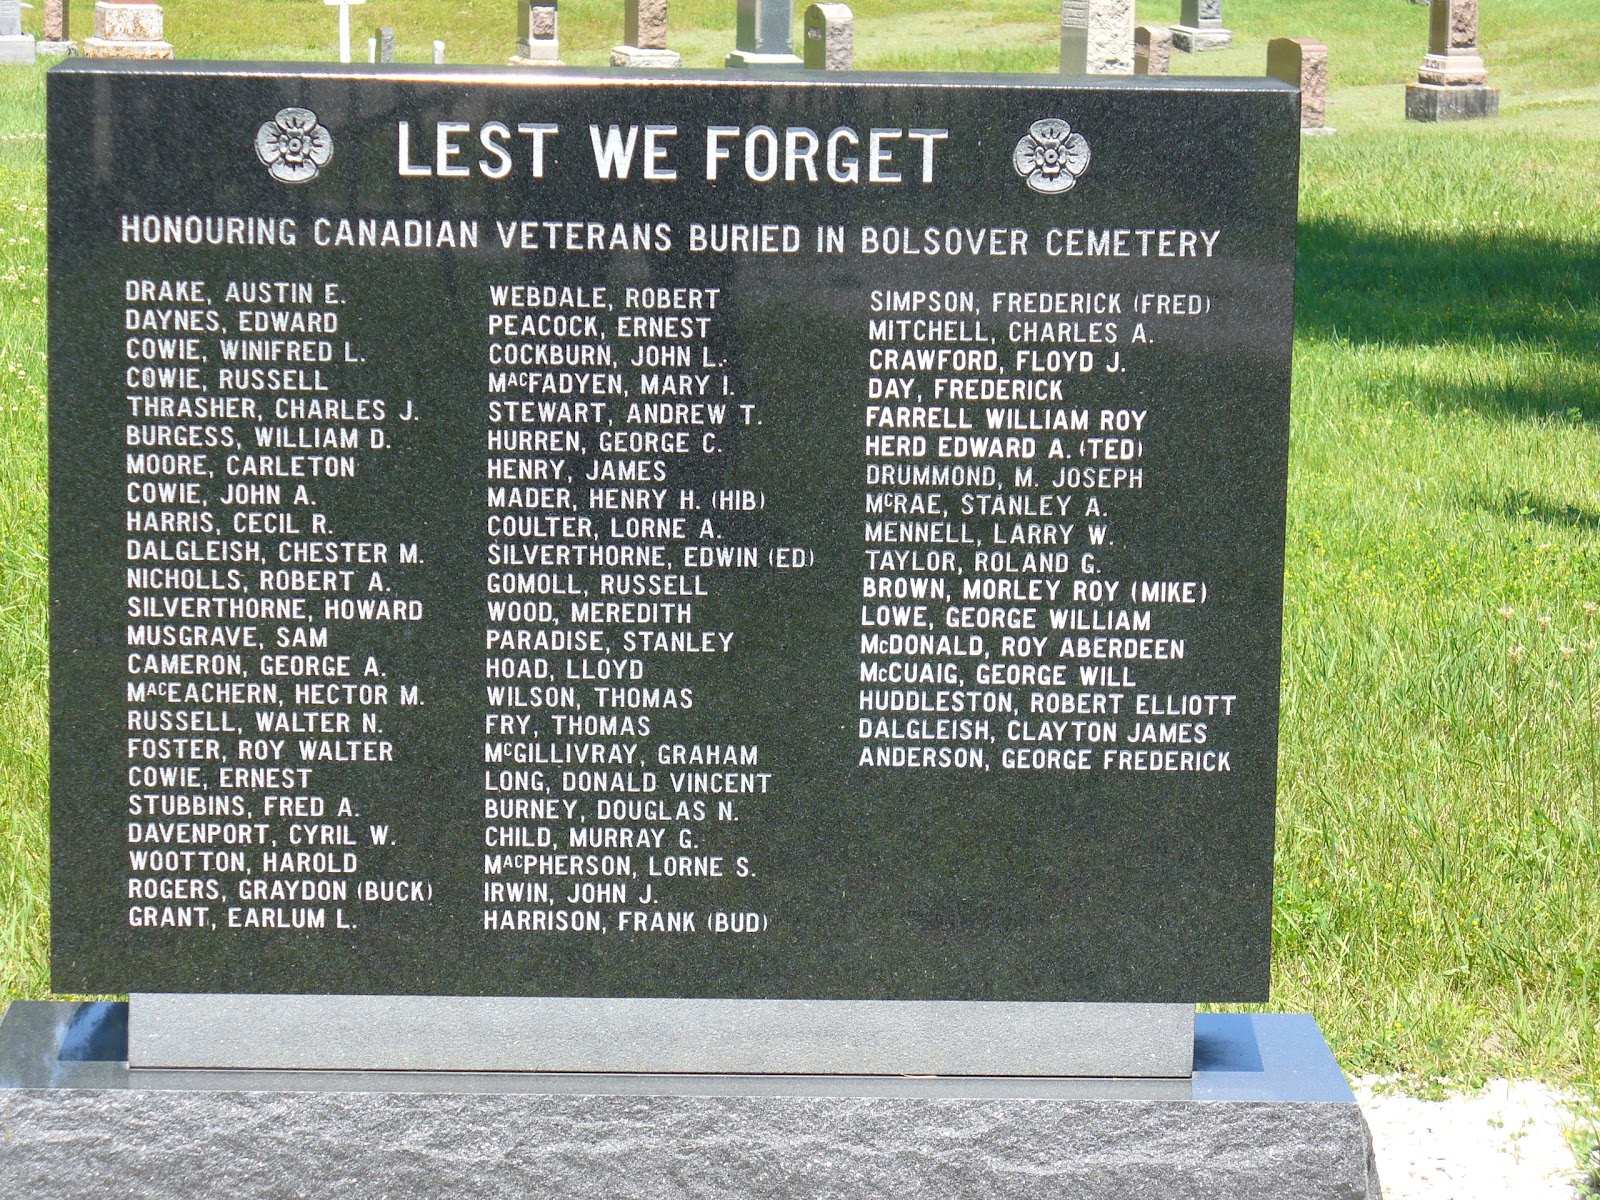 LEST WE FORGET
HONOURING CANADIAN VETERANS BURIED IN BOLSOVER CEMETERY
DRAKE, AUSTIN E.
DAYNES, EDWARD
COWIE, WINIFRED L.
COWIE, RUSSELL
THRASHER, CHARLES J.
BURGESS, WILLIAM D.
MOORE, CARLETON
COWIE, JOHN A.
HARRIS, CECIL R.
DALGLEISH, CHESTER M.
NICHOLLS, ROBERT A.
SILVERTHORNE, HOWARD
MUSGRAVE, SAM
CAMERON, GEORGE A.
MACEACHERN, HECTOR M.
RUSSELL, WALTER N.
FOSTER, ROY WALTER
COWIE, ERNEST
STUBBINS, FRED A.
DAVENPORT, CYRIL W.
WOOTTON, HAROLD
ROGERS, GRAYDON (BUCK)
GRANT, EARLUM L.
WEBDALE, ROBERT
PEACOCK, ERNEST
COCKBURN, JOHN L.
MACFADYEN, MARY I.
STEWART, ANDREW T.
HURREN, GEORGE C.
HENRY, JAMES
MADER, HENRY H. (HIB)
COULTER, LORNE A.
SILVERTHORNE, EDWIN (ED)
GOMOLL, RUSSELL
WOOD, MEREDITH
PARADISE, STANLEY
HOAD, LLOYD
WILSON, THOMAS
FRY, THOMAS
McGILLIVRAY, GRAHAM
LONG, DONALD VINCENT
BURNEY, DOUGLAS N.
CHILD, MURRAY G.
MACPHERSON, LORNE S.
IRWIN, JOHN J.
HARRISON, FRANK (BUD)
SIMPSON, FREDERICK (FRED)
MITCHELL, CHARLES A.
CRAWFORD, FLOYD J.
DAY, FREDERICK
FARRELL WILLIAM ROY
HERD EDWARD A. (TED)
DRUMMOND, M. JOSEPH
McRAE, STANLEY A.
MENNELL, LARRY W.
TAYLOR, ROLAND G.
BROWN, MORLEY ROY (MIKE)
LOWE, GEORGE WILLIAM
McDONALD, ROY ABERDEEN
McCUAIG, GEORGE WILL
HUDDLESTON, ROBERT ELLIOTT
DALGLEISH, CLAYTON JAMES
ANDERSON, GEORGE FREDERICK